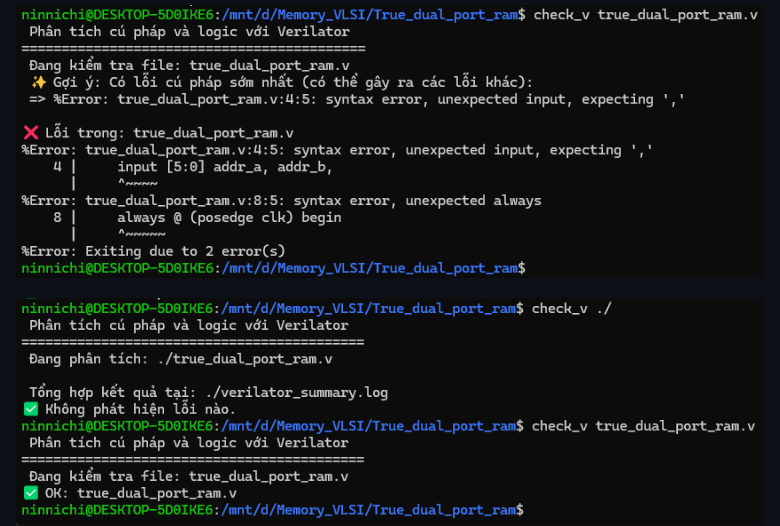 ninnichi@DESKTOP-5D0IKE6:/mnt/d/Memory_VLSI/True_dual_port_ram$ check_v true_dual_port_ram.v
Phân tích cú pháp và logic với Verilator
===========================================
Đang kiểm tra file: true_dual_port_ram.v
✨ Gợi ý: Có lỗi cú pháp sớm nhất (có thể gây ra các lỗi khác):
=> %Error: true_dual_port_ram.v:4:5: syntax error, unexpected input, expecting ','
❌ Lỗi trong: true_dual_port_ram.v
%Error: true_dual_port_ram.v:4:5: syntax error, unexpected input, expecting ','
4 |     input [5:0] addr_a, addr_b,
|     ^~~~~
%Error: true_dual_port_ram.v:8:5: syntax error, unexpected always
8 |     always @ (posedge clk) begin
|     ^~~~~~
%Error: Exiting due to 2 error(s)
ninnichi@DESKTOP-5D0IKE6:/mnt/d/Memory_VLSI/True_dual_port_ram$
ninnichi@DESKTOP-5D0IKE6:/mnt/d/Memory_VLSI/True_dual_port_ram$ check_v ./
Phân tích cú pháp và logic với Verilator
===========================================
Đang phân tích: ./true_dual_port_ram.v
Tổng hợp kết quả tại: ./verilator_summary.log
✅ Không phát hiện lỗi nào.
ninnichi@DESKTOP-5D0IKE6:/mnt/d/Memory_VLSI/True_dual_port_ram$ check_v true_dual_port_ram.v
Phân tích cú pháp và logic với Verilator
===========================================
Đang kiểm tra file: true_dual_port_ram.v
✅ OK: true_dual_port_ram.v
ninnichi@DESKTOP-5D0IKE6:/mnt/d/Memory_VLSI/True_dual_port_ram$